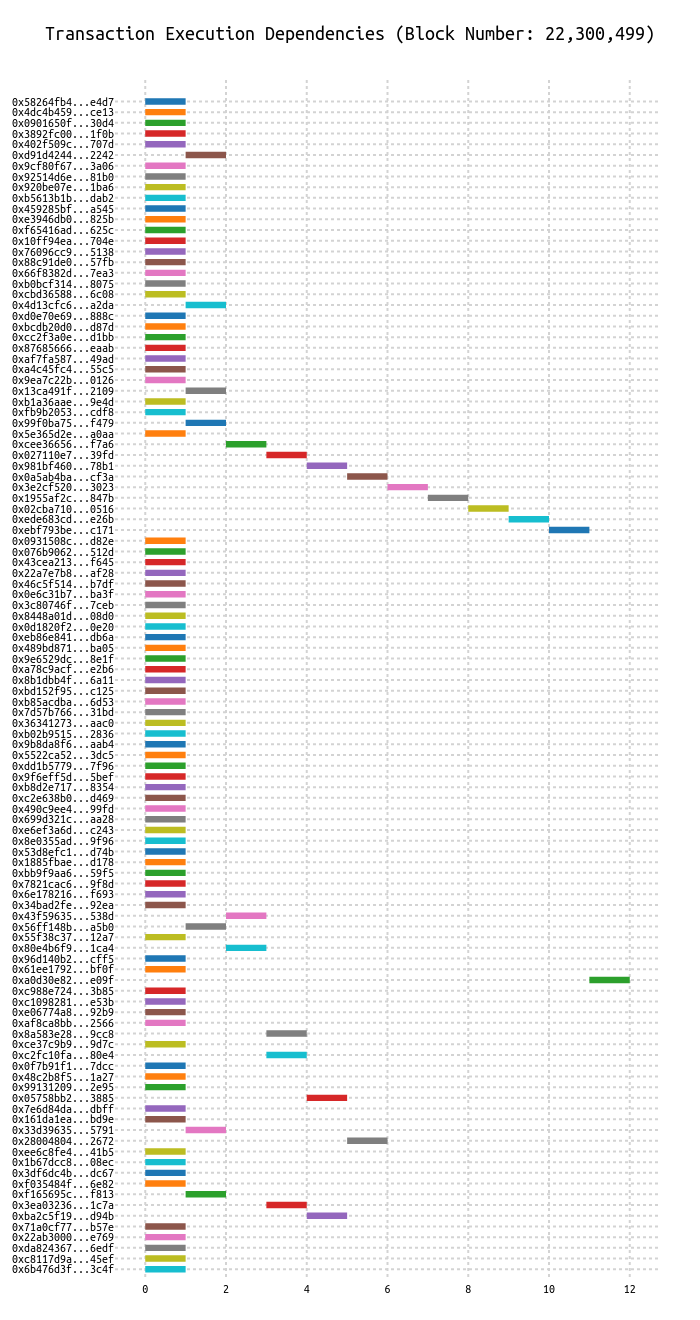 Transaction Execution Dependencies (Block Number: 22,300,499)
0x58264fb4...e4d7
0x4dc4b459...ce13
0x0901650f...30d4
0x3892fc00...1f0b
0x402f509c...707d
0xd91d4244...2242
0x9cf80f67...3a06
0x92514d6e...81b0
0x920be07e...1ba6
0xb5613b1b...dab2
0x459285bf...a545
0xe3946db0...825b
0xf65416ad...625c
0x10ff94ea...704e
0x76096cc9...5138
0x88c91de0...57fb
0x66f8382d...7ea3
0xb0bcf314...8075
0xcbd36588...6c08
0x4d13cfc6...a2da
0xd0e70e69...888c
0xbcdb20d0...d87d
0xcc2f3a0e...d1bb
0x87685666...eaab
0xaf7fa587...49ad
0xa4c45fc4...55c5
0x9ea7c22b...0126
0x13ca491f...2109
0xb1a36aae...9e4d
0xfb9b2053...cdf8
0x99f0ba75...f479
0x5e365d2e...a0aa
0xcee36656...f7a6
0x027110e7...39fd
0x981bf460...78b1
0x0a5ab4ba...cf3a
0x3e2cf520...3023
0x1955af2c...847b
0x02cba710...0516
0xede683cd...e26b
0xebf793be...c171
0x0931508c...d82e
0x076b9062...512d
0x43cea213...f645
0x22a7e7b8...af28
0x46c5f514...b7df
0x0e6c31b7...ba3f
0x3c80746f...7ceb
0x8448a01d...08d0
0x0d1820f2...0e20
0xeb86e841...db6a
0x489bd871...ba05
0x9e6529dc...8e1f
0xa78c9acf...e2b6
0x8b1dbb4f...6a11
0xbd152f95...c125
0xb85acdba...6d53
0x7d57b766...31bd
0x36341273...aac0
0xb02b9515...2836
0x9b8da8f6...aab4
0x5522ca52...3dc5
0xdd1b5779...7f96
0x9f6eff5d...5bef
0xb8d2e717...8354
0xc2e638b0...d469
0x490c9ee4...99fd
0x699d321c...aa28
0xe6ef3a6d...c243
0x8e0355ad...9f96
0x53d8efc1...d74b
0x1885fbae...d178
0xbb9f9aa6...59f5
0x7821cac6...9f8d
0x6e178216...f693
0x34bad2fe...92ea
0x43f59635...538d
0x56ff148b...a5b0
0x55f38c37...12a7
0x80e4b6f9...1ca4
0x96d140b2...cff5
0x61ee1792...bf0f
0xa0d30e82...e09f
0xc988e724...3b85
0xc1098281...e53b
0xe06774a8...92b9
0xaf8ca8bb...2566
0x8a583e28...9cc8
0xce37c9b9...9d7c
0xc2fc10fa...80e4
0x0f7b91f1...7dcc
0x48c2b8f5...1a27
0x99131209...2e95
0x05758bb2...3885
0x7e6d84da...dbff
0x161da1ea...bd9e
0x33d39635...5791
0x28004804...2672
0xee6c8fe4...41b5
0x1b67dcc8...08ec
0x3df6dc4b...dc67
0xf035484f...6e82
0xf165695c...f813
0x3ea03236...1c7a
0xba2c5f19...d94b
0x71a0cf77...b57e
0x22ab3000...e769
0xda824367...6edf
0xc8117d9a...45ef
0x6b476d3f...3c4f
0 2 4 6 8 10 12